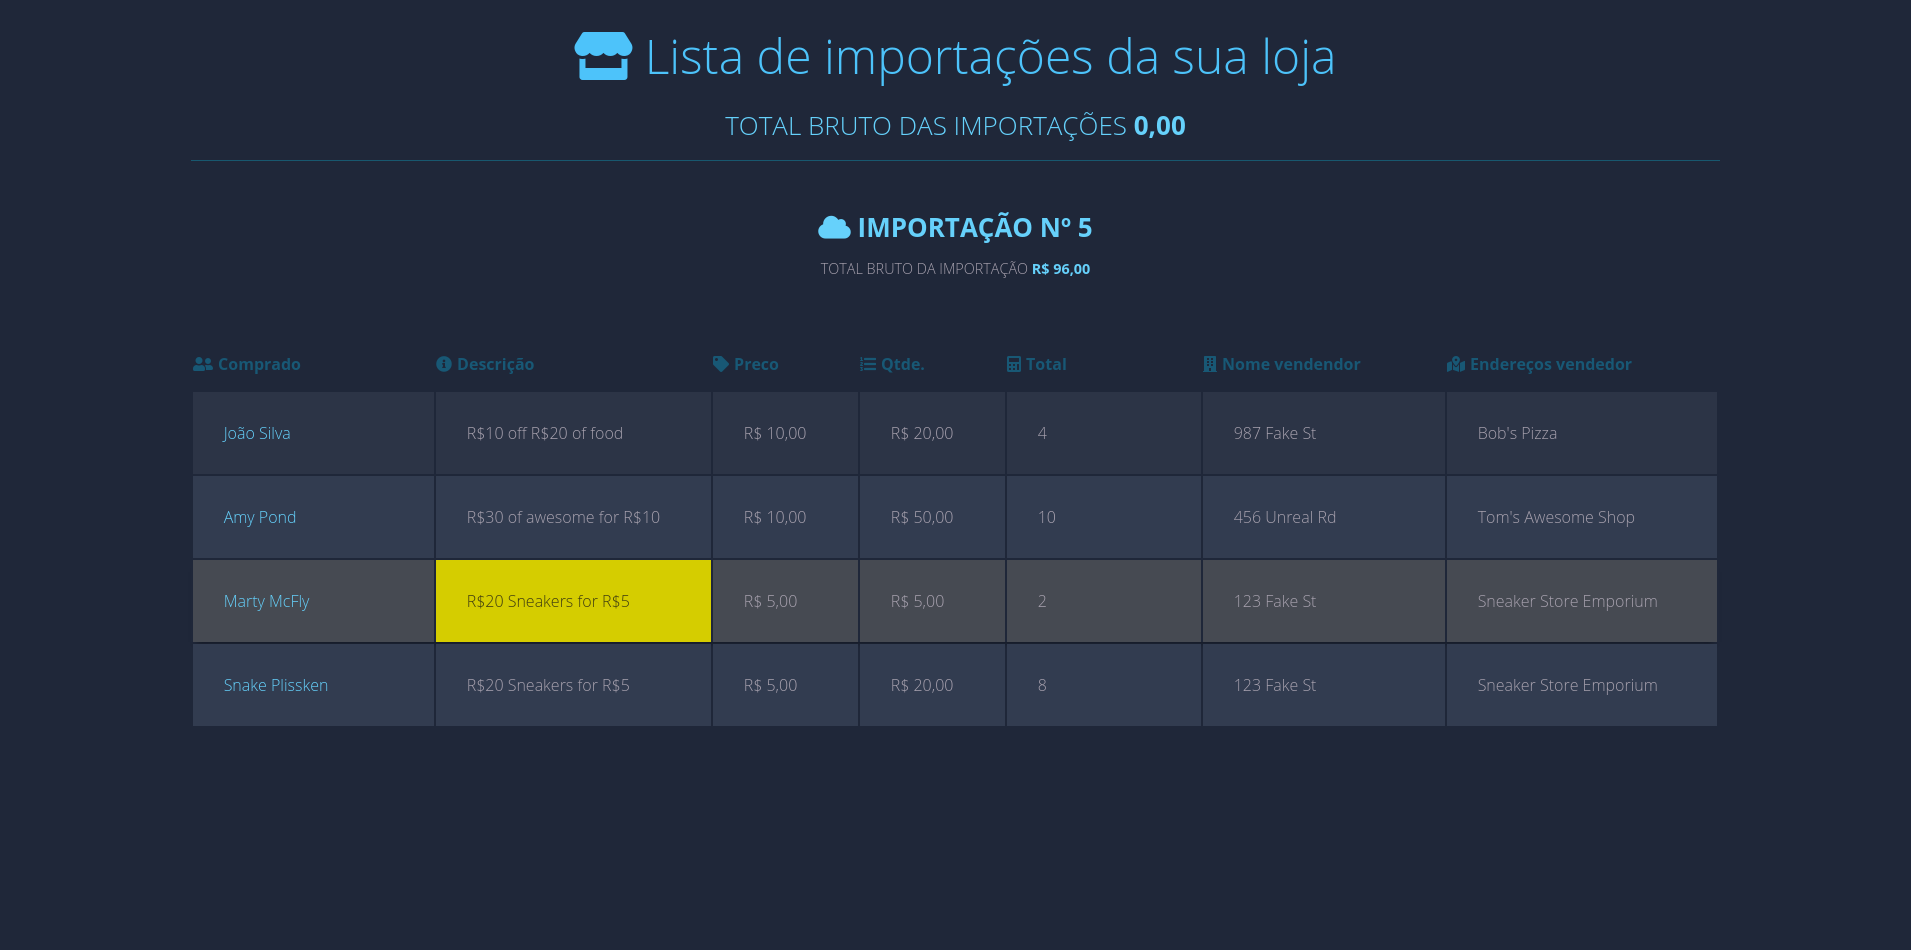 Lista de importações da sua loja
TOTAL BRUTO DAS IMPORTAÇÕES 0,00
IMPORTAÇÃO Nº 5
TOTAL BRUTO DA IMPORTAÇÃO R$ 96,00
Comprado Descrição Preco Qtde. Total Nome vendendor Endereços vendedor
João Silva R$10 off R$20 of food R$ 10,00 R$ 20,00 4 987 Fake St Bob's Pizza
Amy Pond R$30 of awesome for R$10 R$ 10,00 R$ 50,00 10 456 Unreal Rd Tom's Awesome Shop
Marty McFly R$20 Sneakers for R$5 R$ 5,00 R$ 5,00 2 123 Fake St Sneaker Store Emporium
Snake Plissken R$20 Sneakers for R$5 R$ 5,00 R$ 20,00 8 123 Fake St Sneaker Store Emporium